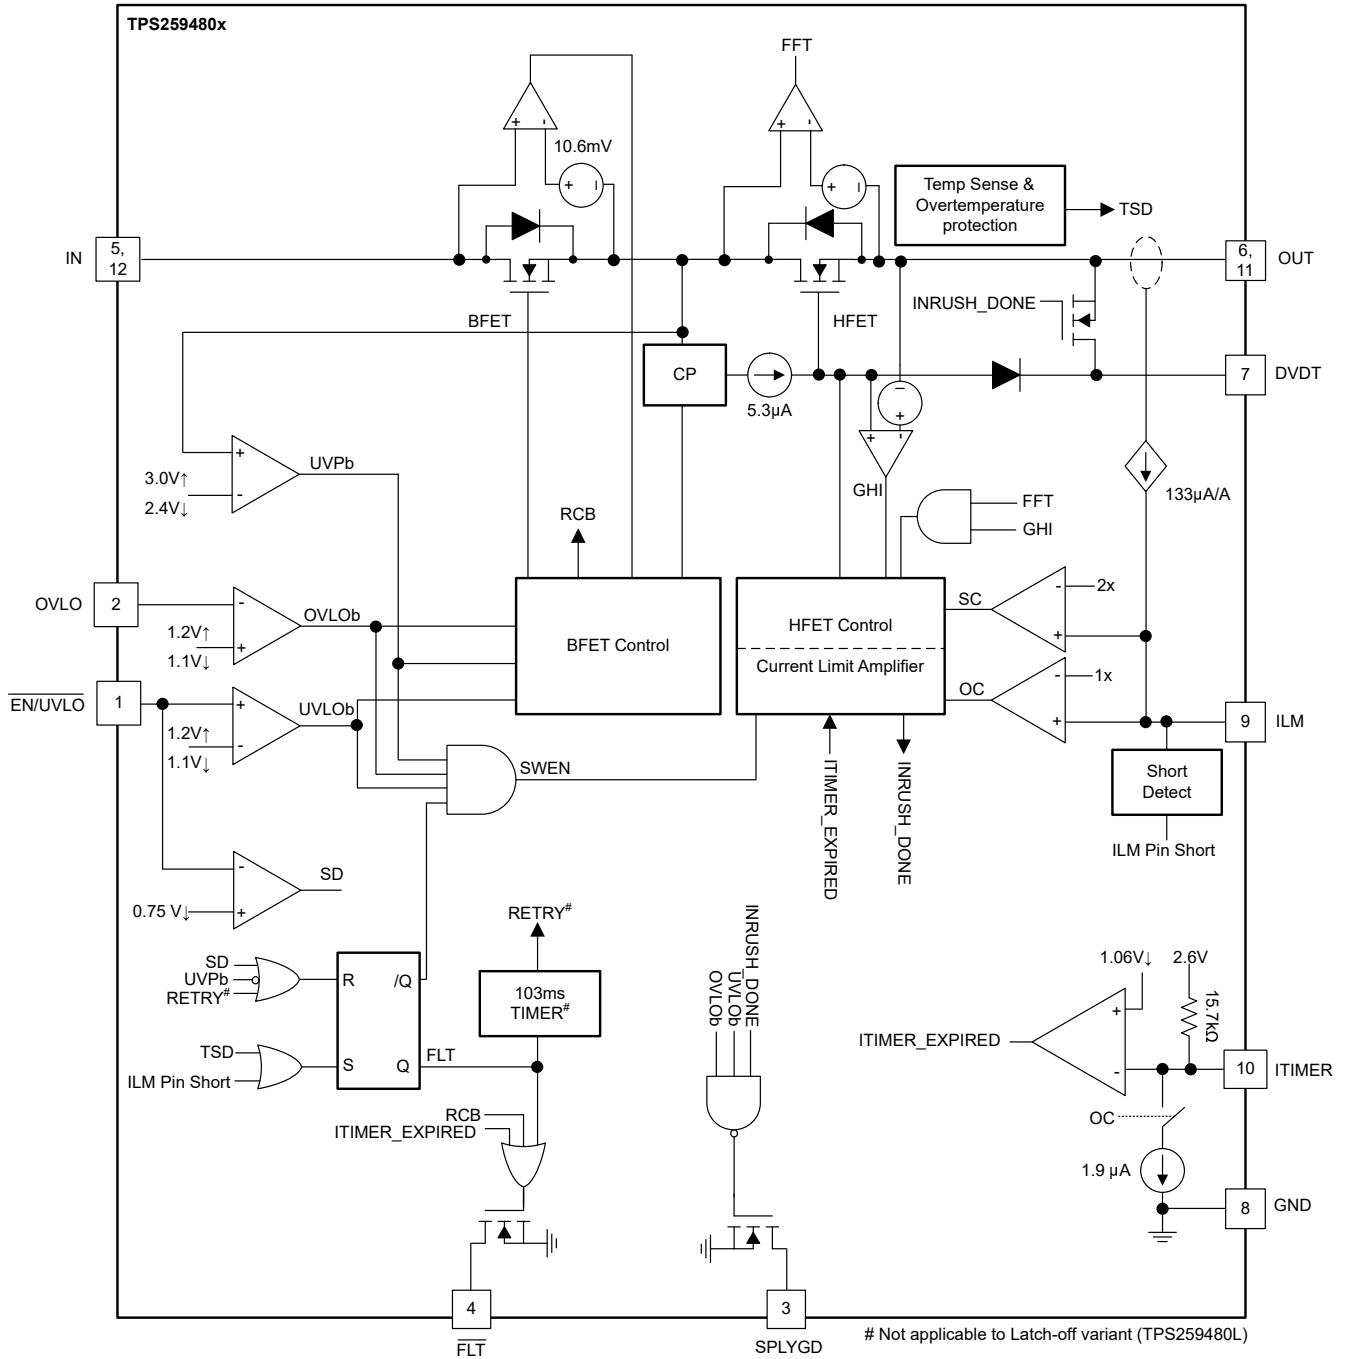 TPS259480x
FFT
+
-
10.6mV
+
-
+
-
+
-
Temp Sense &
Overtemperature
protection
TSD
IN
5,
12
6,
11
OUT
BFET
HFET
INRUSH_DONE
CP
5.3µA
7
DVDT
-
+
+
-
GHI
+
-
UVPb
3.0V↑
2.4V↓
133µA/A
RCB
FFT
GHI
OVLO
2
-
+
OVLOb
1.2V↑
1.1V↓
BFET Control
HFET Control
Current Limit Amplifier
SC
-
+
2x
OC
-
+
1x
EN/UVLO
1
+
-
UVLOb
1.2V↑
1.1V↓
9
ILM
SWEN
ITIMER_EXPIRED
INRUSH_DONE
Short
Detect
ILM Pin Short
-
+
SD
0.75 V↓
RETRY#
INRUSH_DONE
UVLOb
OVLOb
SD
UVPb
RETRY#
R
/Q
S
Q
103ms
TIMER#
TSD
ILM Pin Short
FLT
1.06V↓
2.6V
15.7kΩ
ITIMER_EXPIRED
+
-
10
ITIMER
RCB
ITIMER_EXPIRED
OC
1.9 µA
8
GND
4
FLT
3
SPLYGD
# Not applicable to Latch-off variant (TPS259480L)